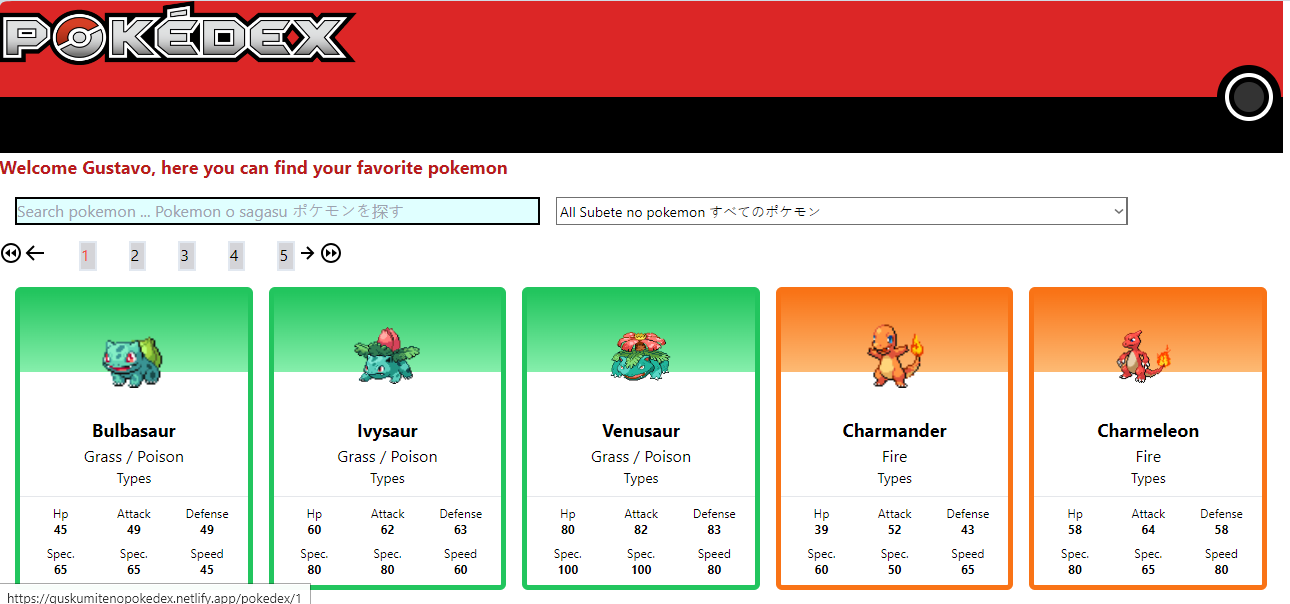 POKÉDEX
Welcome Gustavo, here you can find your favorite pokemon
Search pokemon ... Pokemon o sagasu ポケモンを探す
All Subete no pokemon すべてのポケモン
1 2 3 4 5
Bulbasaur Ivysaur Venusaur Charmander Charmeleon
Grass / Poison Grass / Poison Grass / Poison Fire Fire
Types Types Types Types Types
Hp Attack Defense Hp Attack Defense Hp Attack Defense Hp Attack Defense Hp Attack Defense
45 49 49 60 62 63 80 82 83 39 52 43 58 64 58
Spec. Spec. Speed Spec. Spec. Speed Spec. Spec. Speed Spec. Spec. Speed Spec. Spec. Speed
65 65 45 80 80 60 100 100 80 60 50 65 80 65 80
https://guskumitenopokedex.netlify.app/pokedex/1